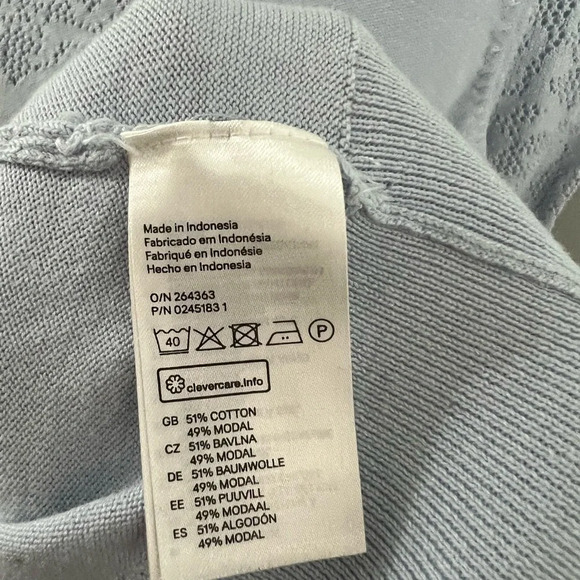 Made in Indonesia
Fabricado em Indonésia
Fabriqué en Indonésie
Hecho en Indonesia
O/N 264363
P/N 0245183 1
40
P
clevercare.info
GB 51% COTTON
49% MODAL
CZ 51% BAVLNA
49% MODAL
DE 51% BAUMWOLLE
49% MODAL
EE 51% PUUVILL
49% MODAAL
ES 51% ALGODÓN
49% MODAL